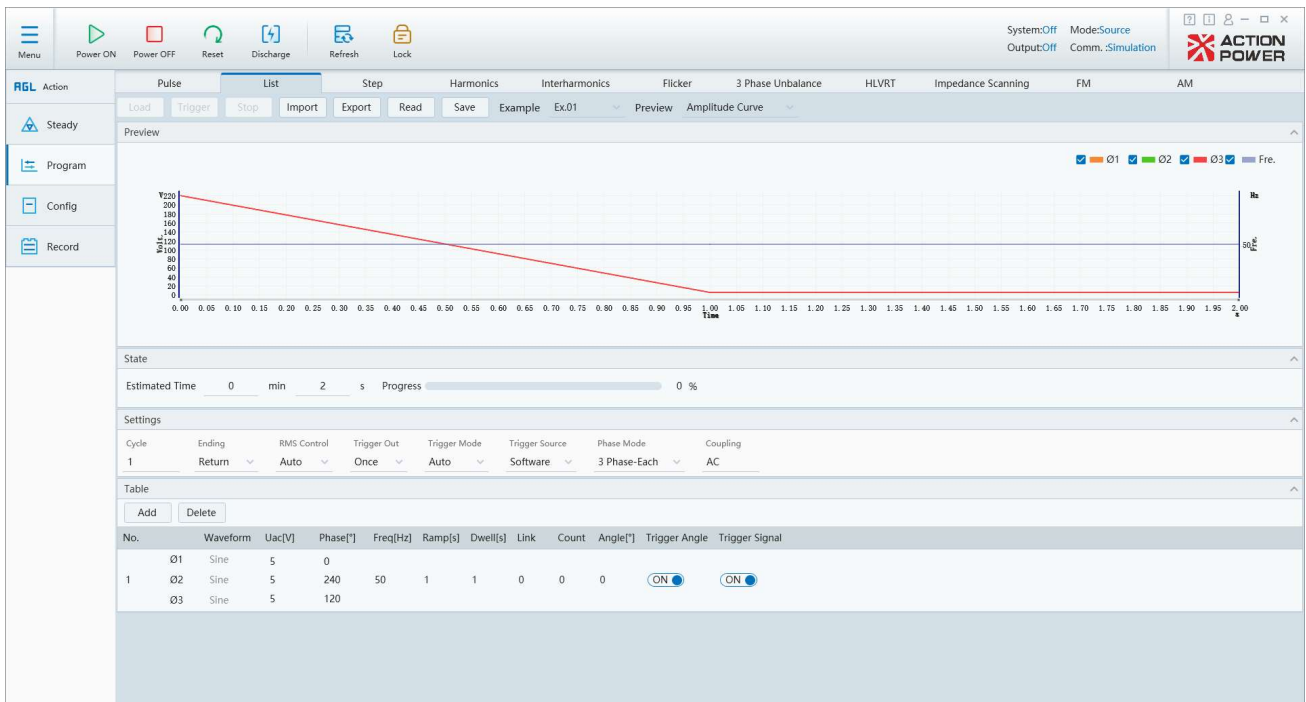 System:Off Mode:Source
Menu Power ON Power OFF Reset Discharge Refresh Lock Output:Off Comm. :Simulation ACTION POWER
AGL Action
Pulse List Step Harmonics Interharmonics Flicker 3 Phase Unbalance HLVRT Impedance Scanning FM AM
Load Trigger Stop Import Export Read Save Example Ex.01 Preview Amplitude Curve
Steady
Program
Config
Record
Preview
Ø1 Ø2 Ø3 Fre.
V Hz
220
200
180
160
140
120
100
80
60
40
20
0
Volt.
50
Fre.
0.00 0.05 0.10 0.15 0.20 0.25 0.30 0.35 0.40 0.45 0.50 0.55 0.60 0.65 0.70 0.75 0.80 0.85 0.90 0.95 1.00 1.05 1.10 1.15 1.20 1.25 1.30 1.35 1.40 1.45 1.50 1.55 1.60 1.65 1.70 1.75 1.80 1.85 1.90 1.95 2.00
Time s
State
Estimated Time 0 min 2 s Progress 0 %
Settings
Cycle Ending RMS Control Trigger Out Trigger Mode Trigger Source Phase Mode Coupling
1 Return Auto Once Auto Software 3 Phase-Each AC
Table
Add Delete
No. Waveform Uac[V] Phase[°] Freq[Hz] Ramp[s] Dwell[s] Link Count Angle[°] Trigger Angle Trigger Signal
Ø1 Sine 5 0
1 Ø2 Sine 5 240 50 1 1 0 0 0 ON ON
Ø3 Sine 5 120